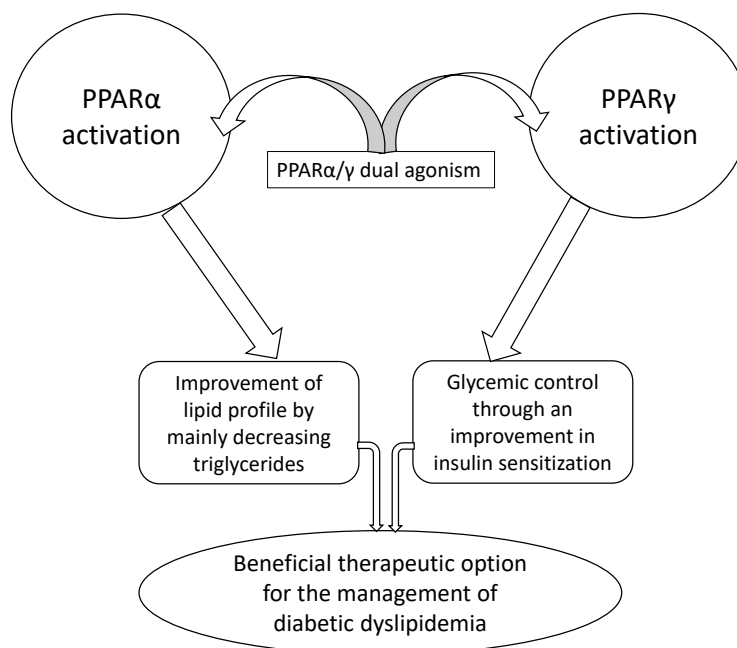 PPARα
activation
PPARγ
activation
PPARα/γ dual agonism
Improvement of
lipid profile by
mainly decreasing
triglycerides
Glycemic control
through an
improvement in
insulin sensitization
Beneficial therapeutic option
for the management of
diabetic dyslipidemia